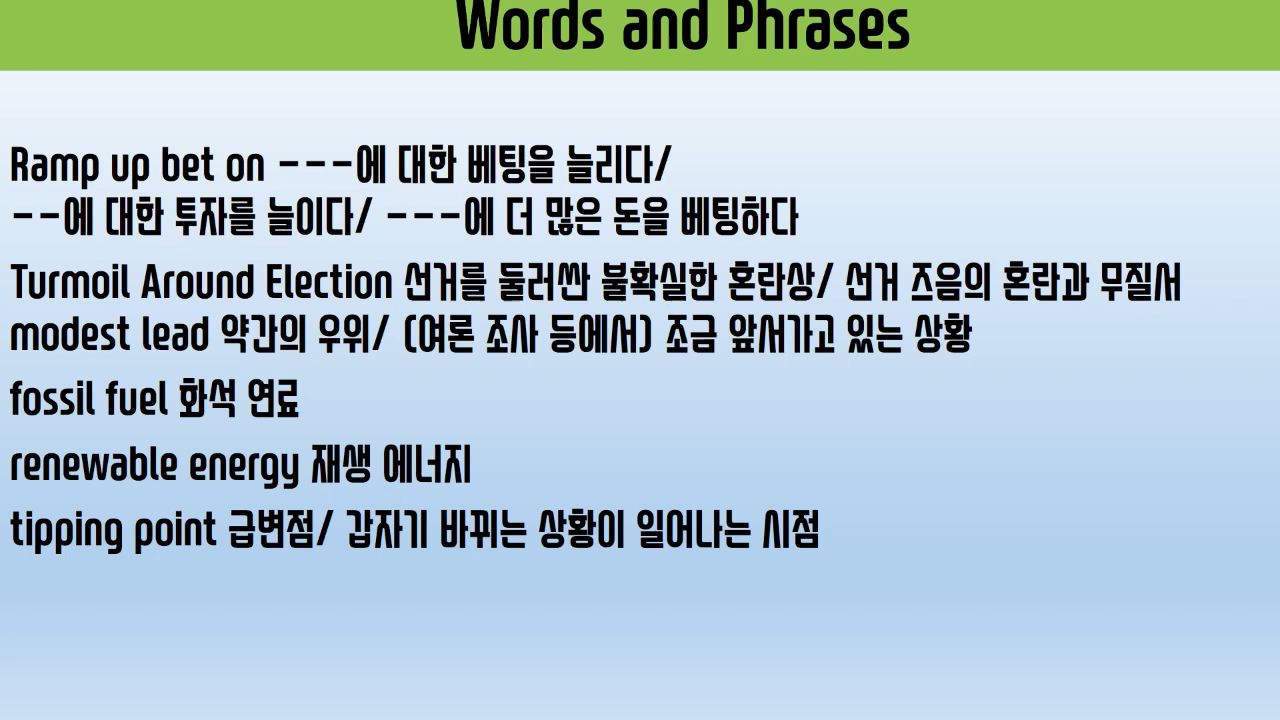 Words and Phrases
Ramp up bet on ---에 대한 베팅을 늘리다/
--에 대한 투자를 늘이다/ ---에 더 많은 돈을 베팅하다
Turmoil Around Election 선거를 둘러싼 불확실한 혼란상/ 선거 즈음의 혼란과 무질서
modest lead 약간의 우위/ (여론 조사 등에서) 조금 앞서가고 있는 상황
fossil fuel 화석 연료
renewable energy 재생 에너지
tipping point 급변점/ 갑자기 바뀌는 상황이 일어나는 시점